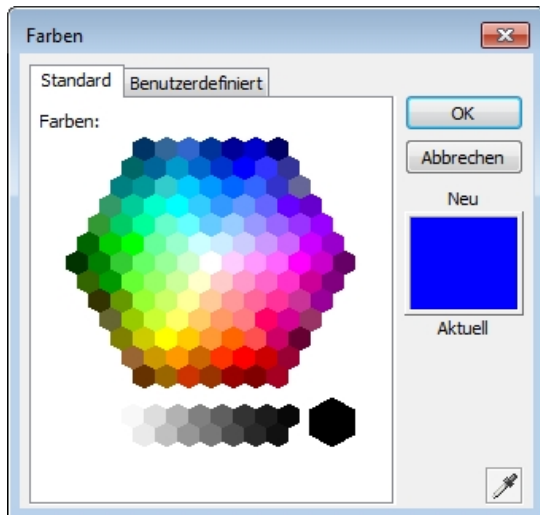 Farben
Standard
Benutzerdefiniert
Farben:
OK
Abbrechen
Neu
Aktuell